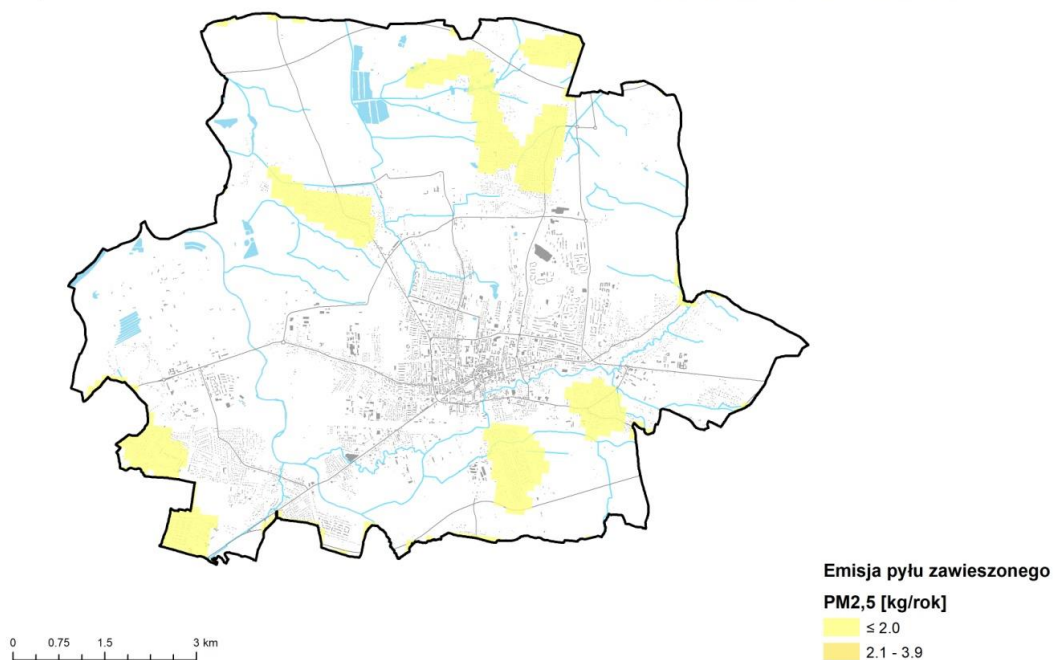 Emisja pyłu zawieszonego
PM2,5 [kg/rok]
≤ 2.0
2.1 - 3.9
0 0.75 1.5 3 km